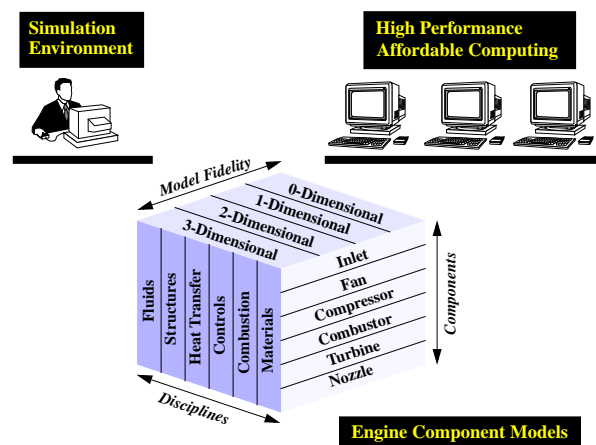 Simulation
Environment
High Performance
Affordable Computing
Model Fidelity
0-Dimensional
1-Dimensional
2-Dimensional
3-Dimensional
Fluids
Structures
Heat Transfer
Controls
Combustion
Materials
Inlet
Fan
Compressor
Combustor
Turbine
Nozzle
Components
Disciplines
Engine Component Models